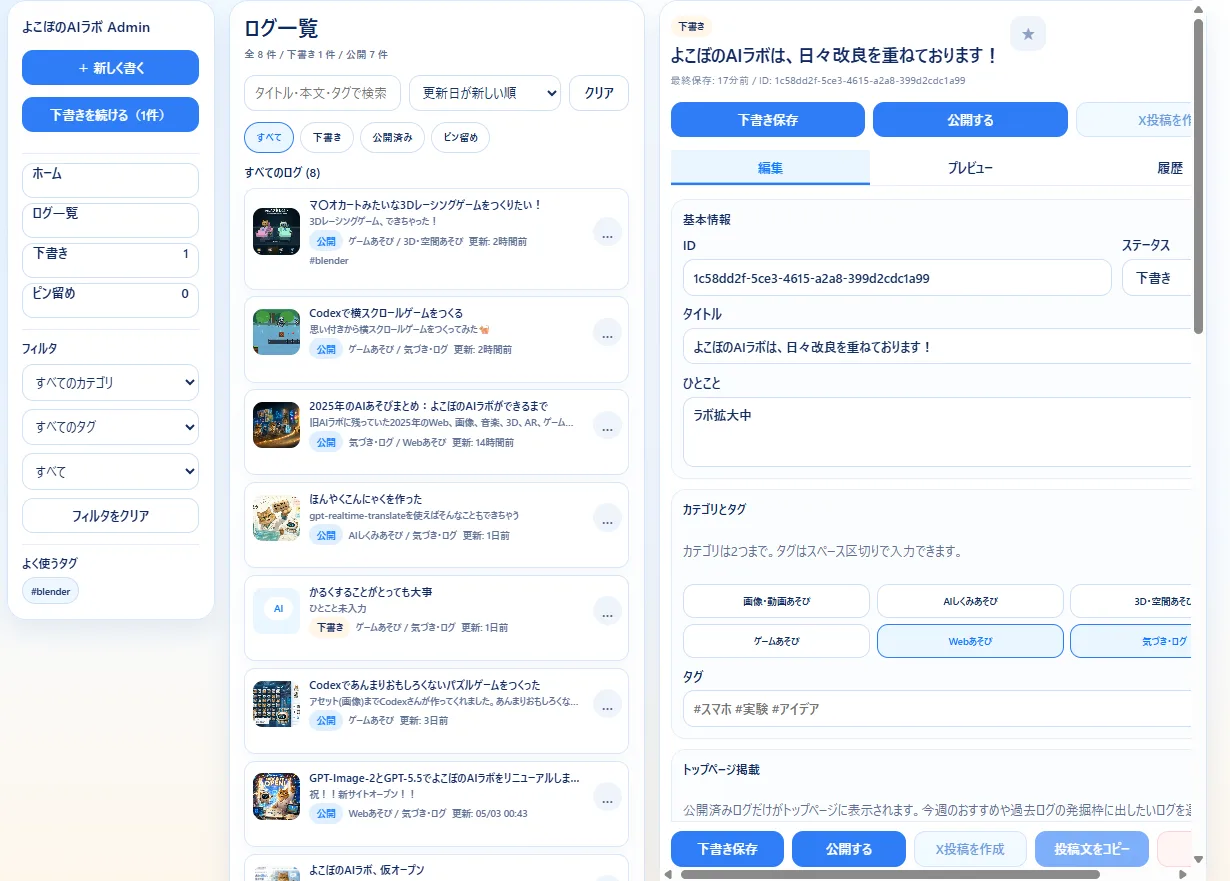 よこぼのAIラボ Admin
+ 新しく書く
下書きを続ける（1件）
ホーム
ログ一覧
下書き 1
ピン留め 0
フィルタ
すべてのカテゴリ
すべてのタグ
すべて
フィルタをクリア
よく使うタグ
#blender
ログ一覧
全 8 件 / 下書き 1 件 / 公開 7 件
タイトル・本文・タグで検索
更新日が新しい順
クリア
すべて
下書き
公開済み
ピン留め
すべてのログ (8)
マ〇オカートみたいな3Dレーシングゲームをつくりたい！
3Dレーシングゲーム、できちゃった！
公開 ゲームあそび / 3D・空間あそび 更新: 2時間前
#blender
...
Codexで横スクロールゲームをつくる
思い付きから横スクロールゲームをつくってみた🐿️
公開 ゲームあそび / 気づき・ログ 更新: 2時間前
...
2025年のAIあそびまとめ：よこぼのAIラボができるまで
旧AIラボに残っていた2025年のWeb、画像、音楽、3D、AR、ゲーム...
公開 気づき・ログ / Webあそび 更新: 14時間前
...
ほんやくこんにゃくを作った
gpt-realtime-translateを使えばそんなこともできちゃう
公開 AIしくみあそび / 気づき・ログ 更新: 1日前
...
AI
かるくすることがとっても大事
ひとこと未入力
下書き ゲームあそび / 気づき・ログ 更新: 1日前
...
Codexであんまりおもしろくないパズルゲームをつくった
アセット(画像)までCodexさんが作ってくれました。あんまりおもしろくな...
公開 ゲームあそび 更新: 3日前
...
GPT-Image-2とGPT-5.5でよこぼのAIラボをリニューアルしま...
祝！！新サイトオープン！！
公開 Webあそび / 気づき・ログ 更新: 05/03 00:43
...
よこぼのAIラボ、仮オープン
下書き
よこぼのAIラボは、日々改良を重ねております！
★
最終保存: 17分前 / ID: 1c58dd2f-5ce3-4615-a2a8-399d2cdc1a99
下書き保存
公開する
X投稿を作
編集
プレビュー
履歴
基本情報
ID
1c58dd2f-5ce3-4615-a2a8-399d2cdc1a99
ステータス
下書き
タイトル
よこぼのAIラボは、日々改良を重ねております！
ひとこと
ラボ拡大中
カテゴリとタグ
カテゴリは2つまで。タグはスペース区切りで入力できます。
画像・動画あそび
AIしくみあそび
3D・空間あそび
ゲームあそび
Webあそび
気づき・ログ
タグ
#スマホ #実験 #アイデア
トップページ掲載
公開済みログだけがトップページに表示されます。今週のおすすめや過去ログの発掘枠に出したいログを選
下書き保存
公開する
X投稿を作成
投稿文をコピー